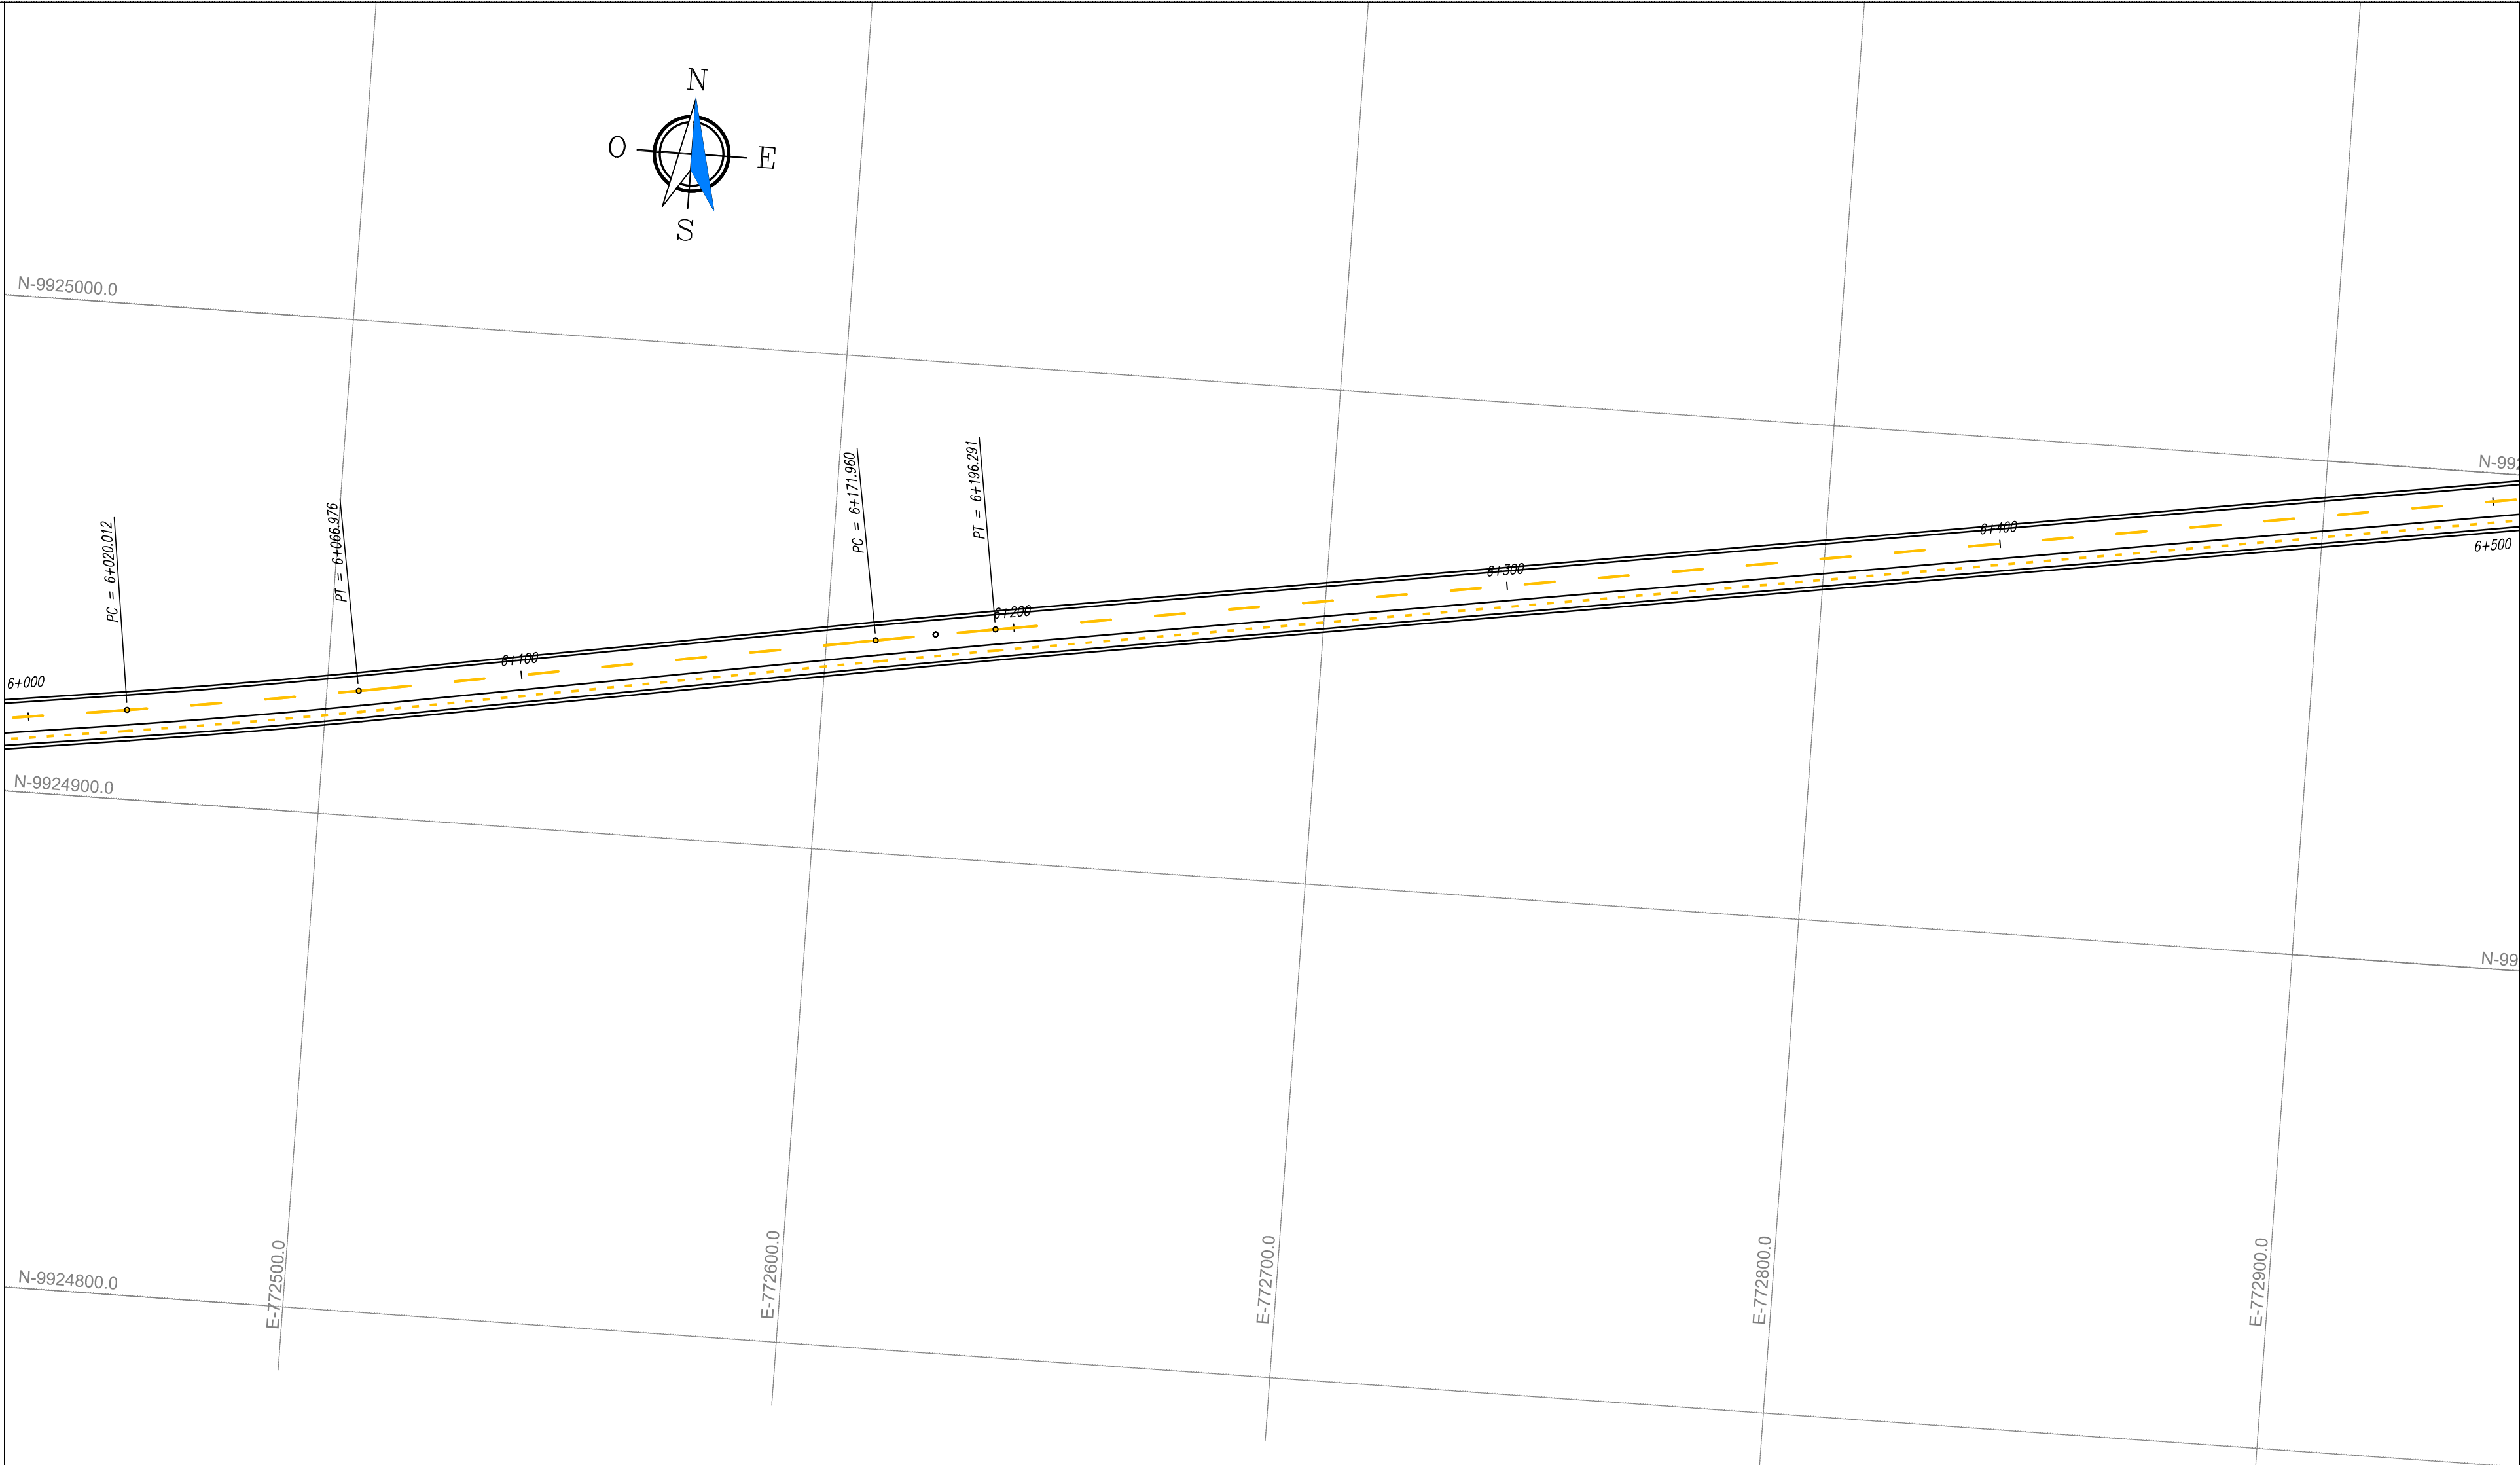 N
O
E
S
N-9925000.0
N-992
PC = 6+020.012
PT = 6+066.976
PC = 6+171.960
PT = 6+196.291
6+000
6+100
6+200
6+300
6+400
6+500
N-9924900.0
N-99
N-9924800.0
E-772500.0
E-772600.0
E-772700.0
E-772800.0
E-772900.0